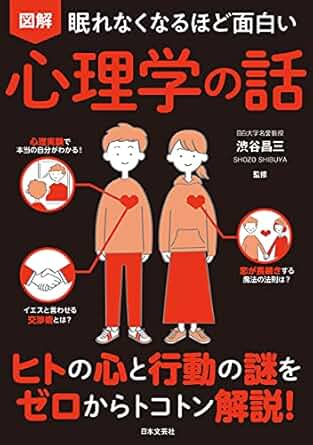 図解
眠れなくなるほど面白い
心理学の話
目白大学名誉教授
渋谷昌三
SHOZO SHIBUYA
監修
心理実験で
本当の自分がわかる!
イエスと言わせる
交渉術とは?
恋が長続きする
魔法の法則は?
ヒトの心と行動の謎を
ゼロからトコトン解説!
日本文芸社